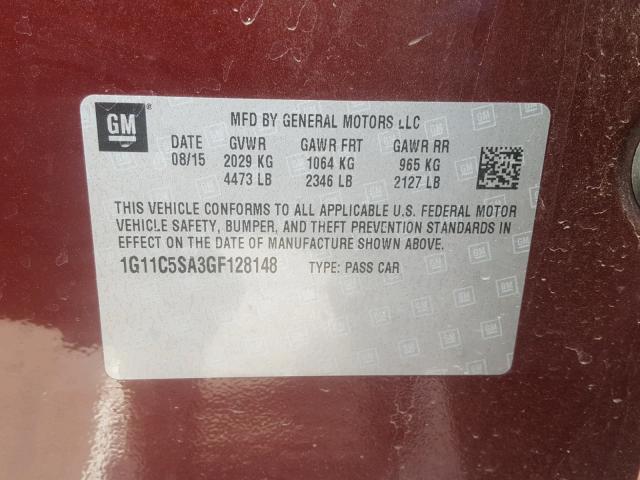 GM ®
MFD BY GENERAL MOTORS LLC
DATE GVWR GAWR FRT GAWR RR
08/15 2029 KG 1064 KG 965 KG
4473 LB 2346 LB 2127 LB
THIS VEHICLE CONFORMS TO ALL APPLICABLE U.S. FEDERAL MOTOR
VEHICLE SAFETY, BUMPER, AND THEFT PREVENTION STANDARDS IN
EFFECT ON THE DATE OF MANUFACTURE SHOWN ABOVE.
1G11C5SA3GF128148 TYPE: PASS CAR